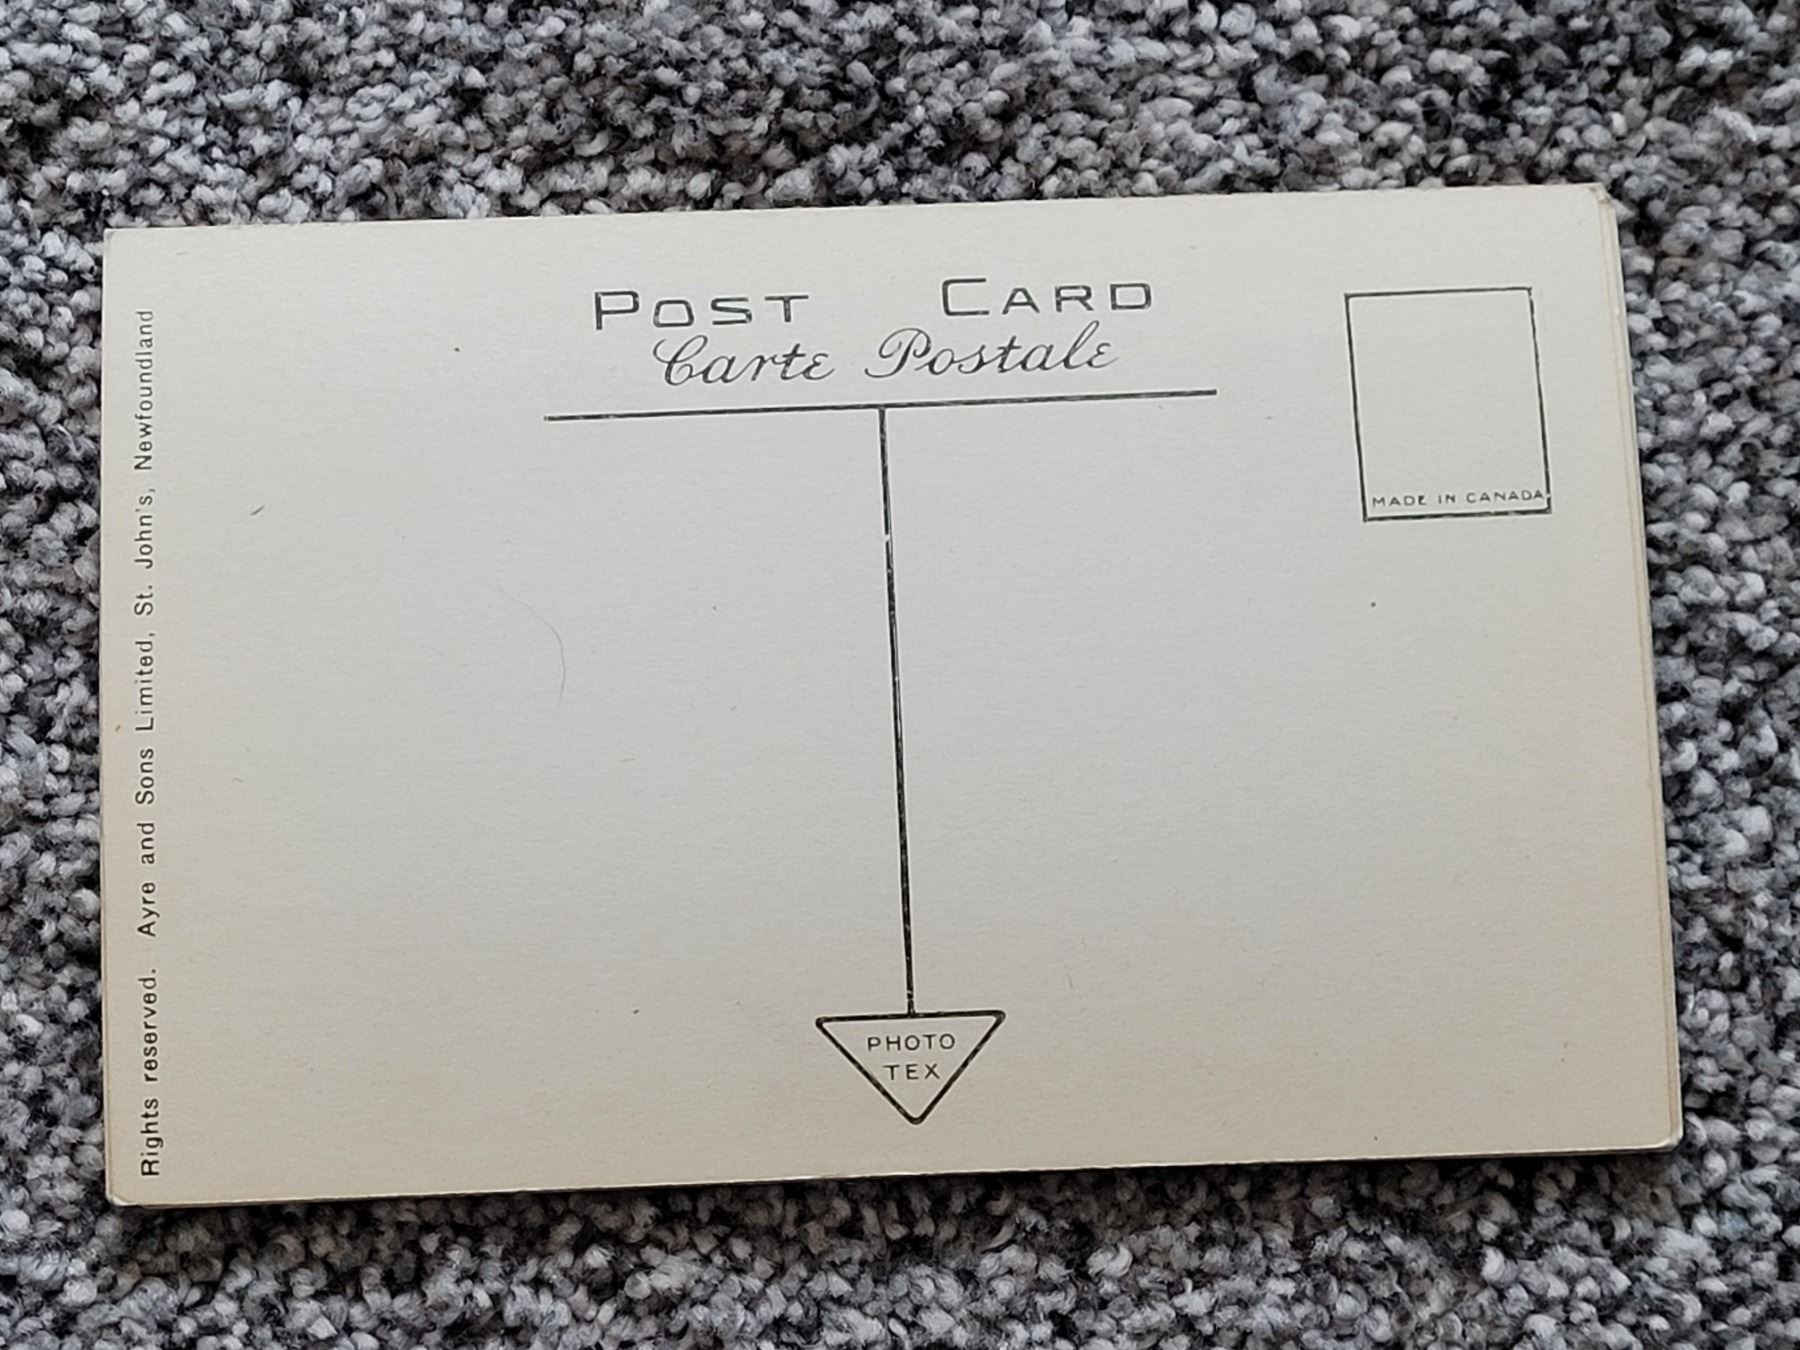 Post Card
Carte Postale
MADE IN CANADA
Rights reserved. Ayre and Sons Limited, St. John's, Newfoundland
PHOTO
TEX